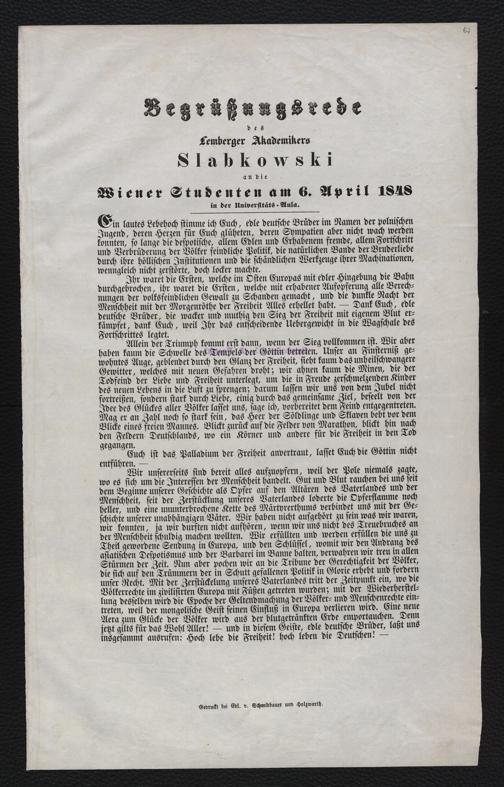 67
Begrüßungsrede
des
Lemberger Akademikers
Slabkowski
an die
Wiener Studenten am 6. April 1848
in der Universitäts-Aula.
Ein lautes Lebehoch stimme ich Euch, edle deutsche Brüder im Namen der polnischen
Jugend, deren Herzen für Euch glüheten, deren Sympatien aber nicht wach werden
konnten, so lange die despotische, allem Edlen und Erhabenem fremde, allem Fortschritt
und Verbrüderung der Völker feindliche Politik, die natürlichen Bande der Bruderliebe
durch ihre höllischen Institutionen und die schändlichen Werkzeuge ihrer Machinationen,
wenngleich nicht zerstörte, doch locker machte.
Ihr waret die Ersten, welche im Osten Europas mit edler Hingebung die Bahn
durchgebrochen, ihr waret die Ersten, welche mit erhabener Aufopferung alle Berech-
nungen der volksfeindlichen Gewalt zu Schanden gemacht, und die dunkle Nacht der
Menschheit mit der Morgenröthe der Freiheit Alles erhellet habt. — Dank Euch, edle
deutsche Brüder, die wacker und muthig den Sieg der Freiheit mit eigenem Blut er-
kämpfet, dank Euch, weil Ihr das entscheidende Uebergewicht in die Wagschale des
Fortschrittes legtet.
Allein der Triumph kommt erst dann, wenn der Sieg vollkommen ist. Wir aber
haben kaum die Schwelle des Tempels der Göttin betreten. Unser an Finsterniß ge-
wohntes Auge, geblendet durch den Glanz der Freiheit, sieht kaum das unheilschwangere
Gewitter, welches mit neuen Gefahren droht; wir ahnen kaum die Minen, die der
Todfeind der Liebe und Freiheit unterlegt, um die in Freude zerschmelzenden Kinder
des neuen Lebens in die Luft zu sprengen; darum lassen wir uns von dem Jubel nicht
fortreißen, sondern stark durch Liebe, einig durch das gemeinsame Ziel, beseelt von der
Idee des Glückes aller Völker lasset uns, sage ich, vorbereitet dem Feind entgegentreten.
Mag er an Zahl noch so stark sein, das Heer der Söldlinge und Sklaven bebt vor dem
Blicke eines freien Mannes. Blickt zurück auf die Felder von Marathon, blickt hin nach
den Feldern Deutschlands, wo ein Körner und andere für die Freiheit in den Tod
gegangen.
Euch ist das Palladium der Freiheit anvertraut, lasset Euch die Göttin nicht
entführen. —
Wir unsererseits sind bereit alles aufzuopfern, weil der Pole niemals zagte,
wo es sich um die Interessen der Menschheit handelt. Gut und Blut rauchen bei uns seit
dem Beginne unserer Geschichte als Opfer auf den Altären des Vaterlandes und der
Menschheit, seit der Zerstücklung unseres Vaterlandes loderte die Opferflamme noch
heller, und eine ununterbrochene Kette des Märtyrerthums verbindet uns mit der Ge-
schichte unserer unabhängigen Väter. Wir haben nicht aufgehört zu sein was wir waren,
wir konnten, ja wir durften nicht aufhören, wenn wir uns nicht des Treuebruches an
der Menschheit schuldig machen wollten. Wir erfüllten und werden erfüllen die uns zu
Theil gewordene Sendung in Europa, und den Schlüssel, womit wir den Andrang des
asiatischen Despotismus und der Barbarei im Banne halten, verwahren wir treu in allen
Stürmen der Zeit. Nun aber pochen wir an die Tribune der Gerechtigkeit der Völker,
die sich auf den Trümmern der in Schutt gefallenen Politik in Glorie erhebt und fordern
unser Recht. Mit der Zerstücklung unseres Vaterlandes tritt der Zeitpunkt ein, wo die
Völkerrechte im zivilisirten Europa mit Füßen getreten wurden; mit der Wiederherstel-
lung desselben wird die Epoche der Geltendmachung der Völker- und Menschenrechte ein-
treten, weil der mongolische Geist seinen Einfluß in Europa verlieren wird. Eine neue
Aera zum Glücke der Völker wird aus der blutgetränkten Erde emportauchen. Denn
jetzt gilts für das Wohl Aller! — und in diesem Geiste, edle deutsche Brüder, laßt uns
insgesammt ausrufen: Hoch lebe die Freiheit! hoch leben die Deutschen! —
Gedruckt bei Erl. v. Schmidbauer und Holzwarth.